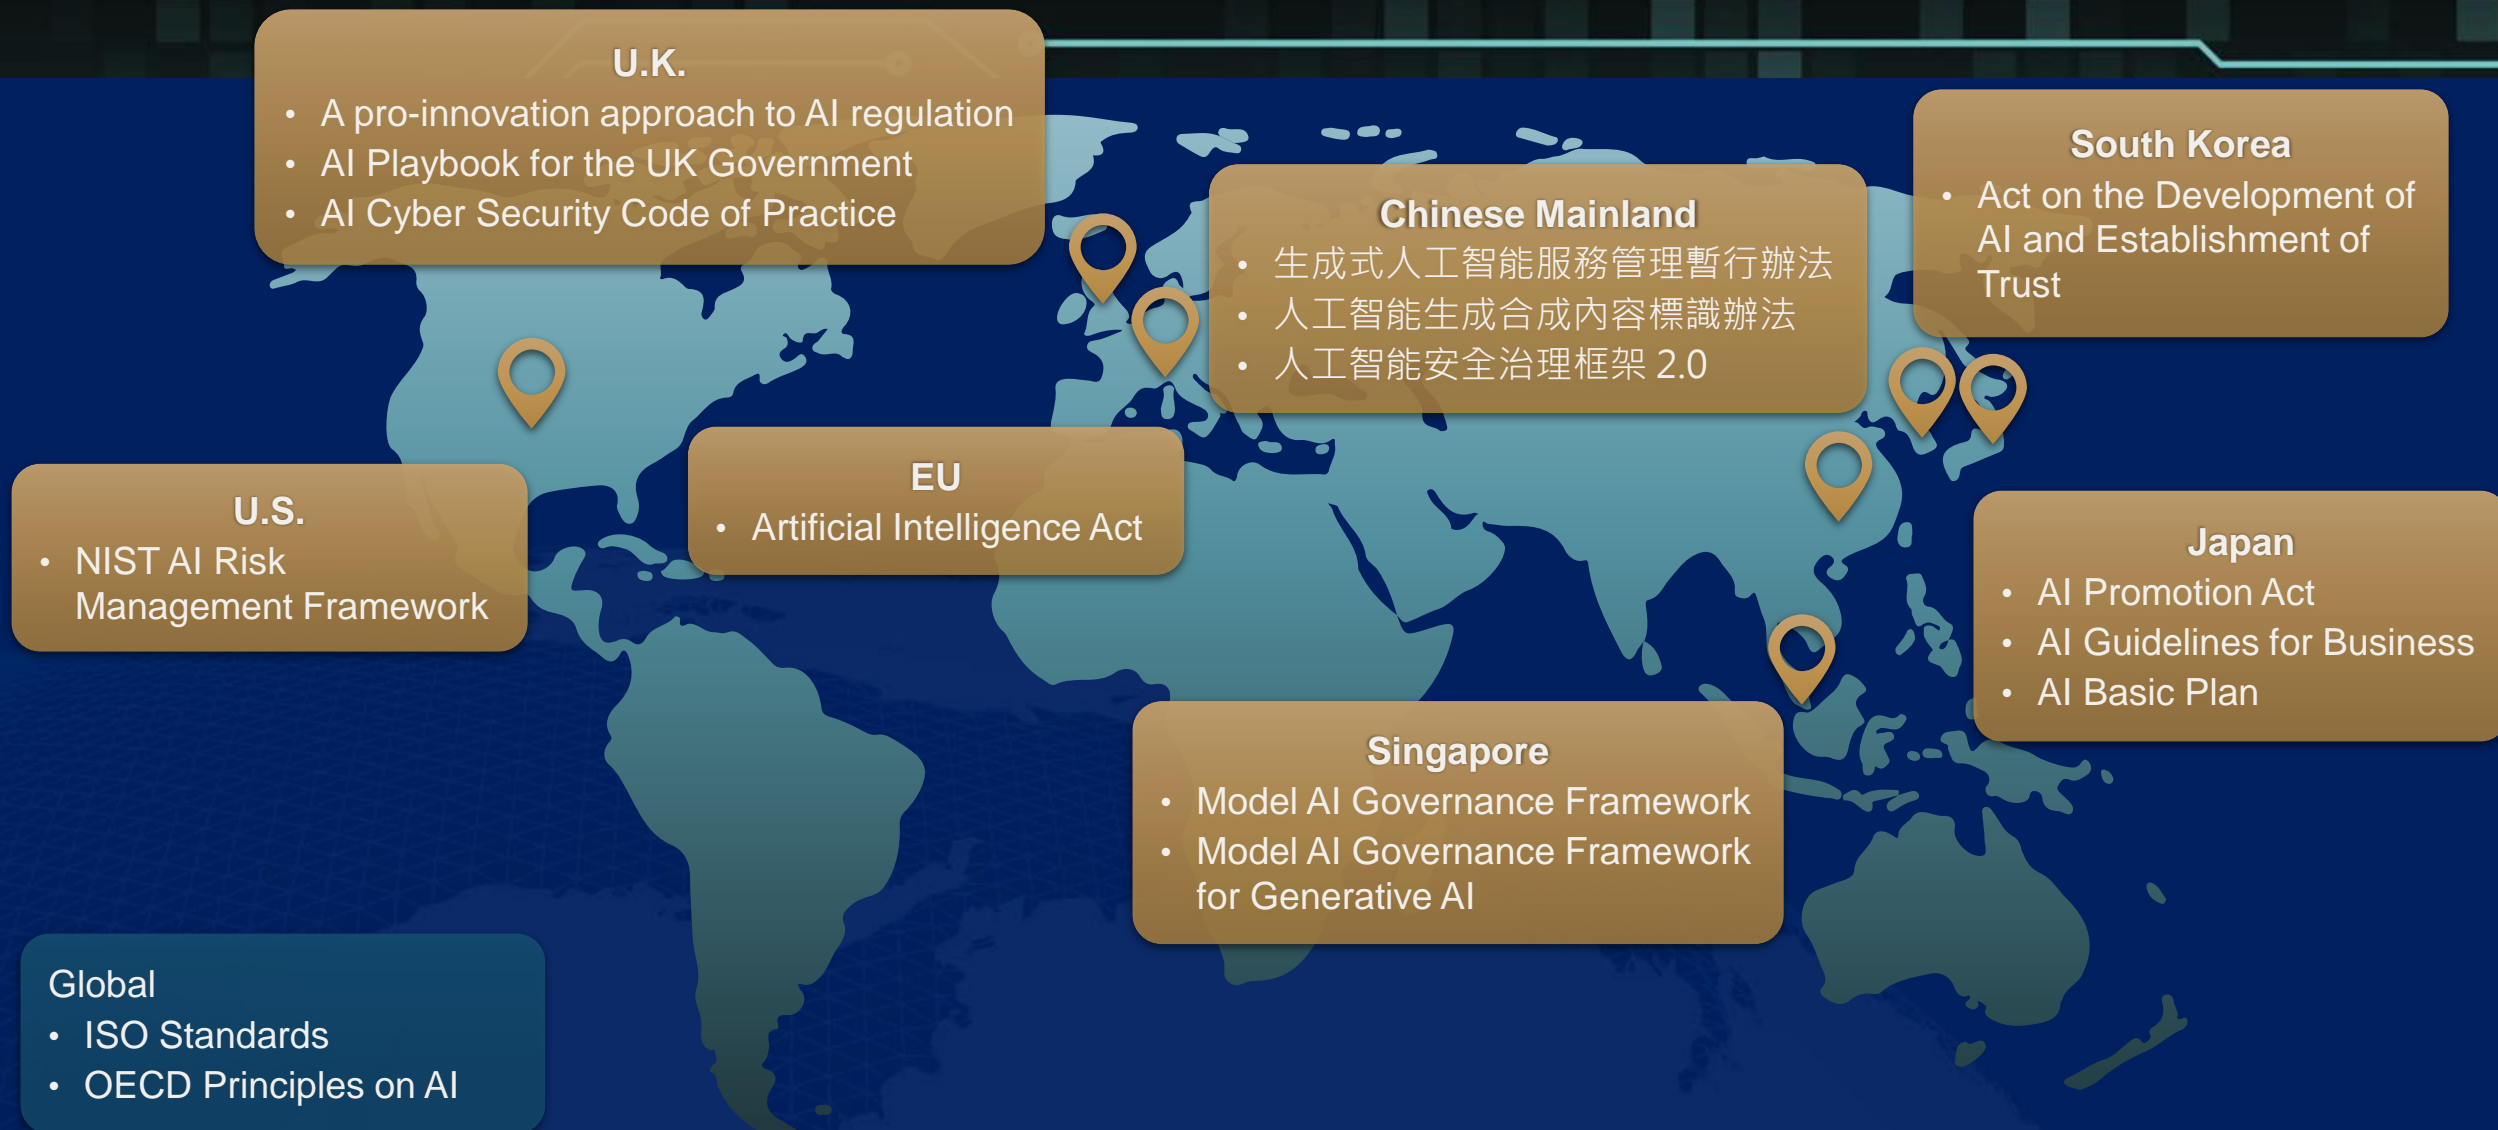 U.K.
• A pro-innovation approach to AI regulation
• AI Playbook for the UK Government
• AI Cyber Security Code of Practice
South Korea
• Act on the Development of
AI and Establishment of
Trust
Chinese Mainland
• 生成式人工智能服務管理暫行辦法
• 人工智能生成合成內容標識辦法
• 人工智能安全治理框架 2.0
EU
• Artificial Intelligence Act
U.S.
• NIST AI Risk
Management Framework
Japan
• AI Promotion Act
• AI Guidelines for Business
• AI Basic Plan
Singapore
• Model AI Governance Framework
• Model AI Governance Framework
for Generative AI
Global
• ISO Standards
• OECD Principles on AI